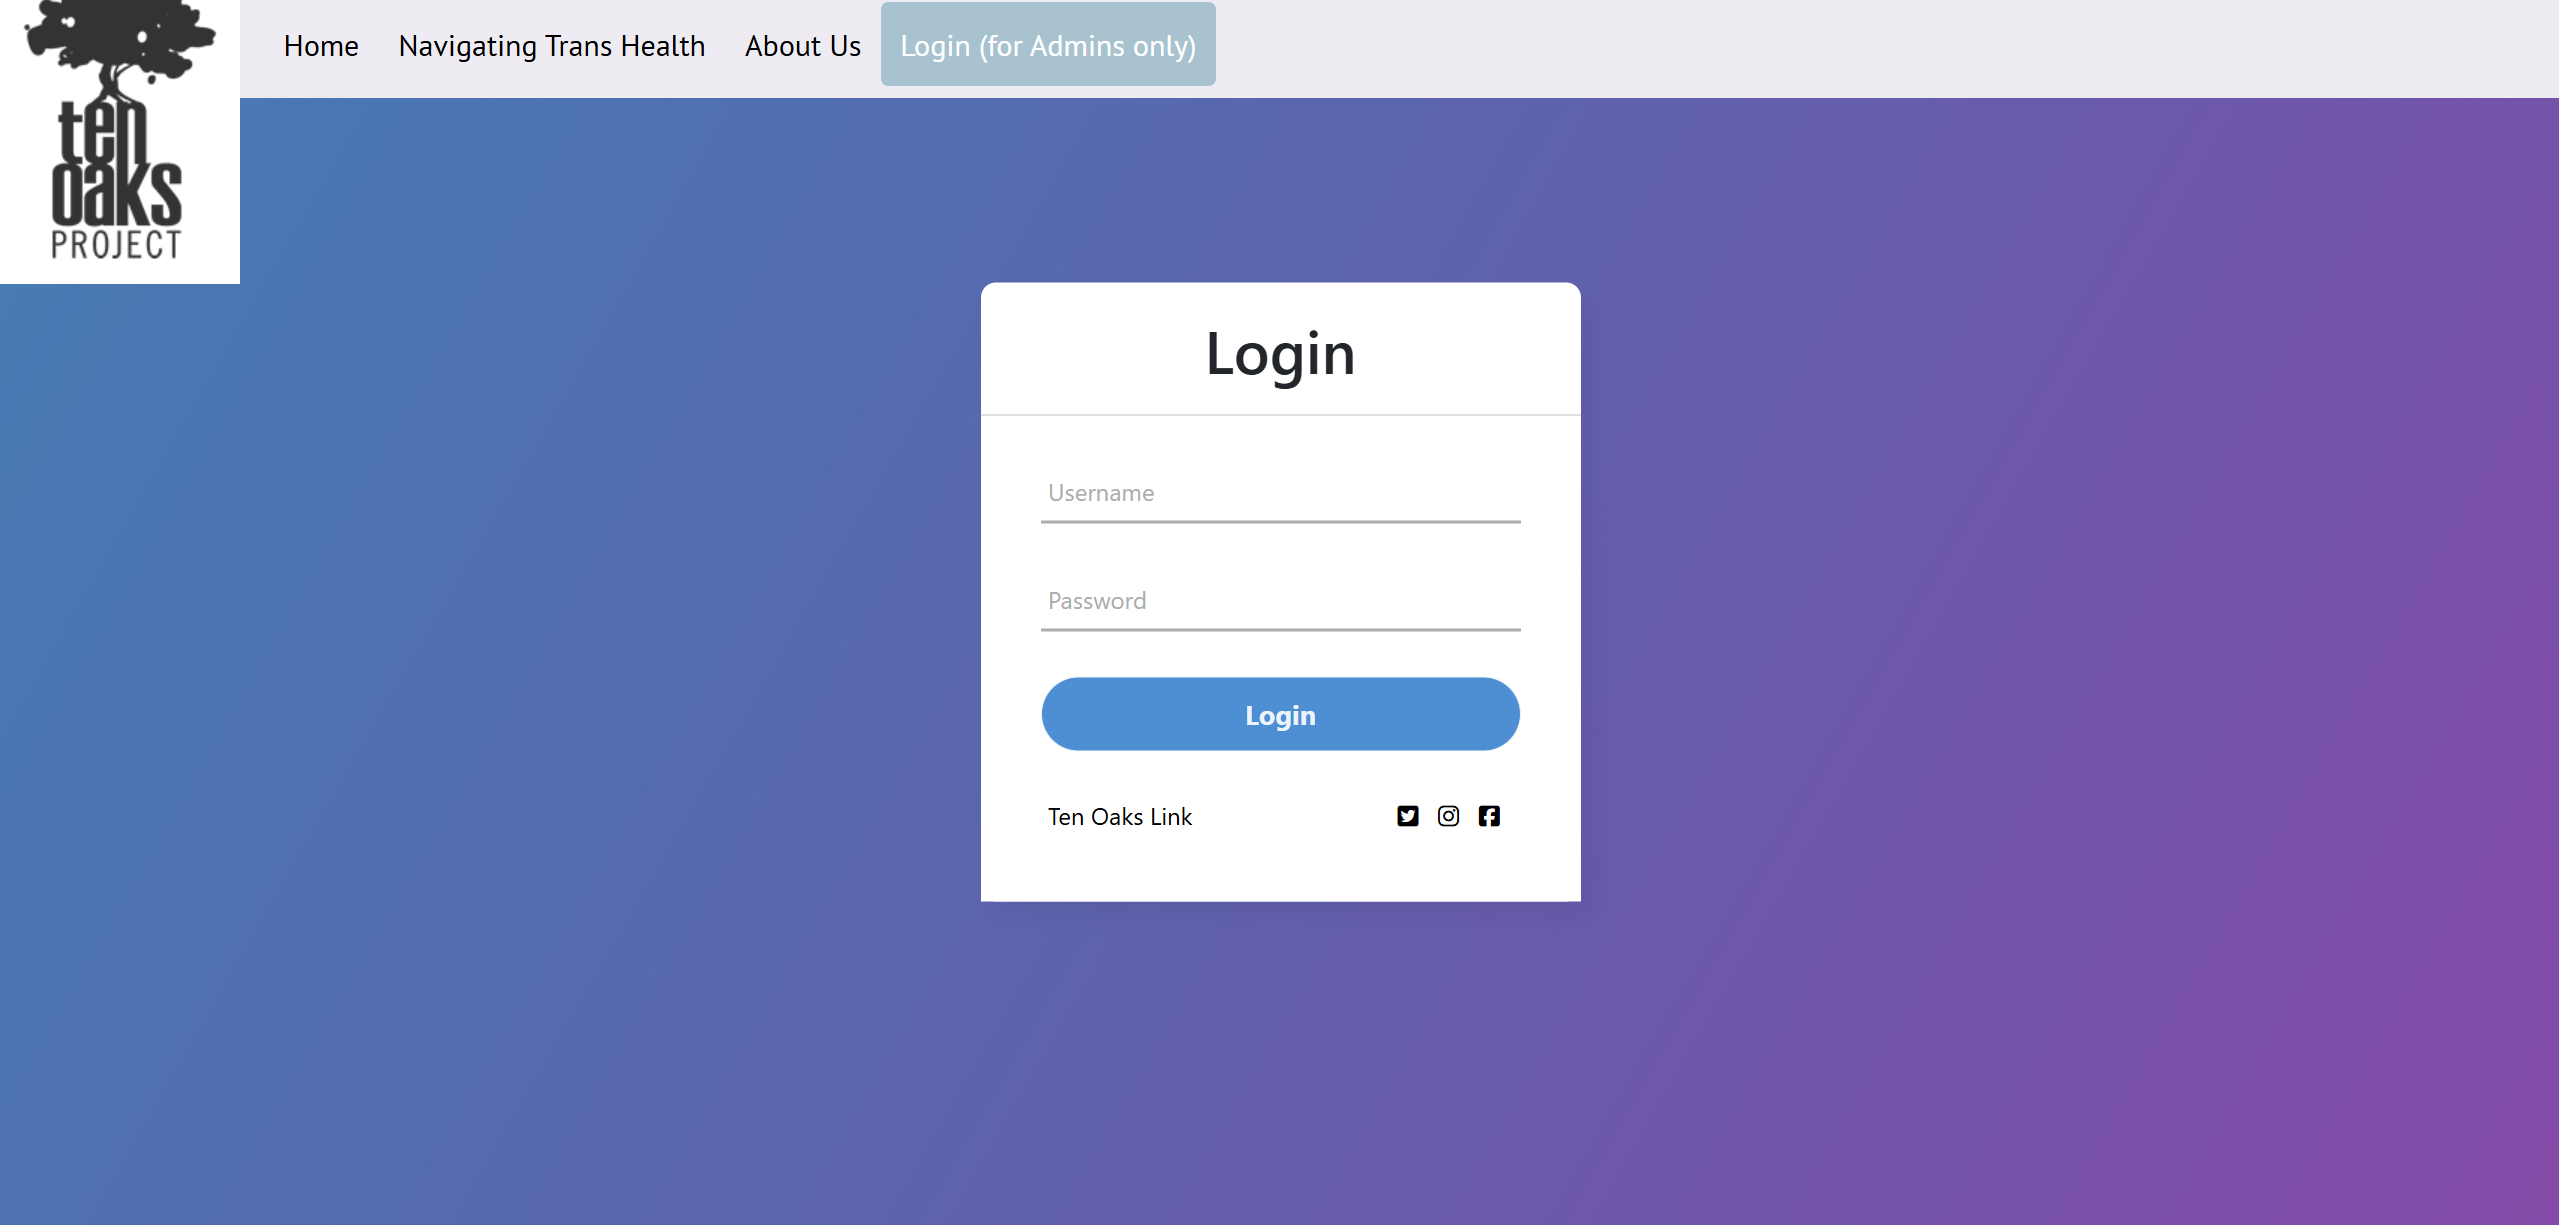 ten
oaks
PROJECT
Home
Navigating Trans Health
About Us
Login (for Admins only)
Login
Username
Password
Login
Ten Oaks Link